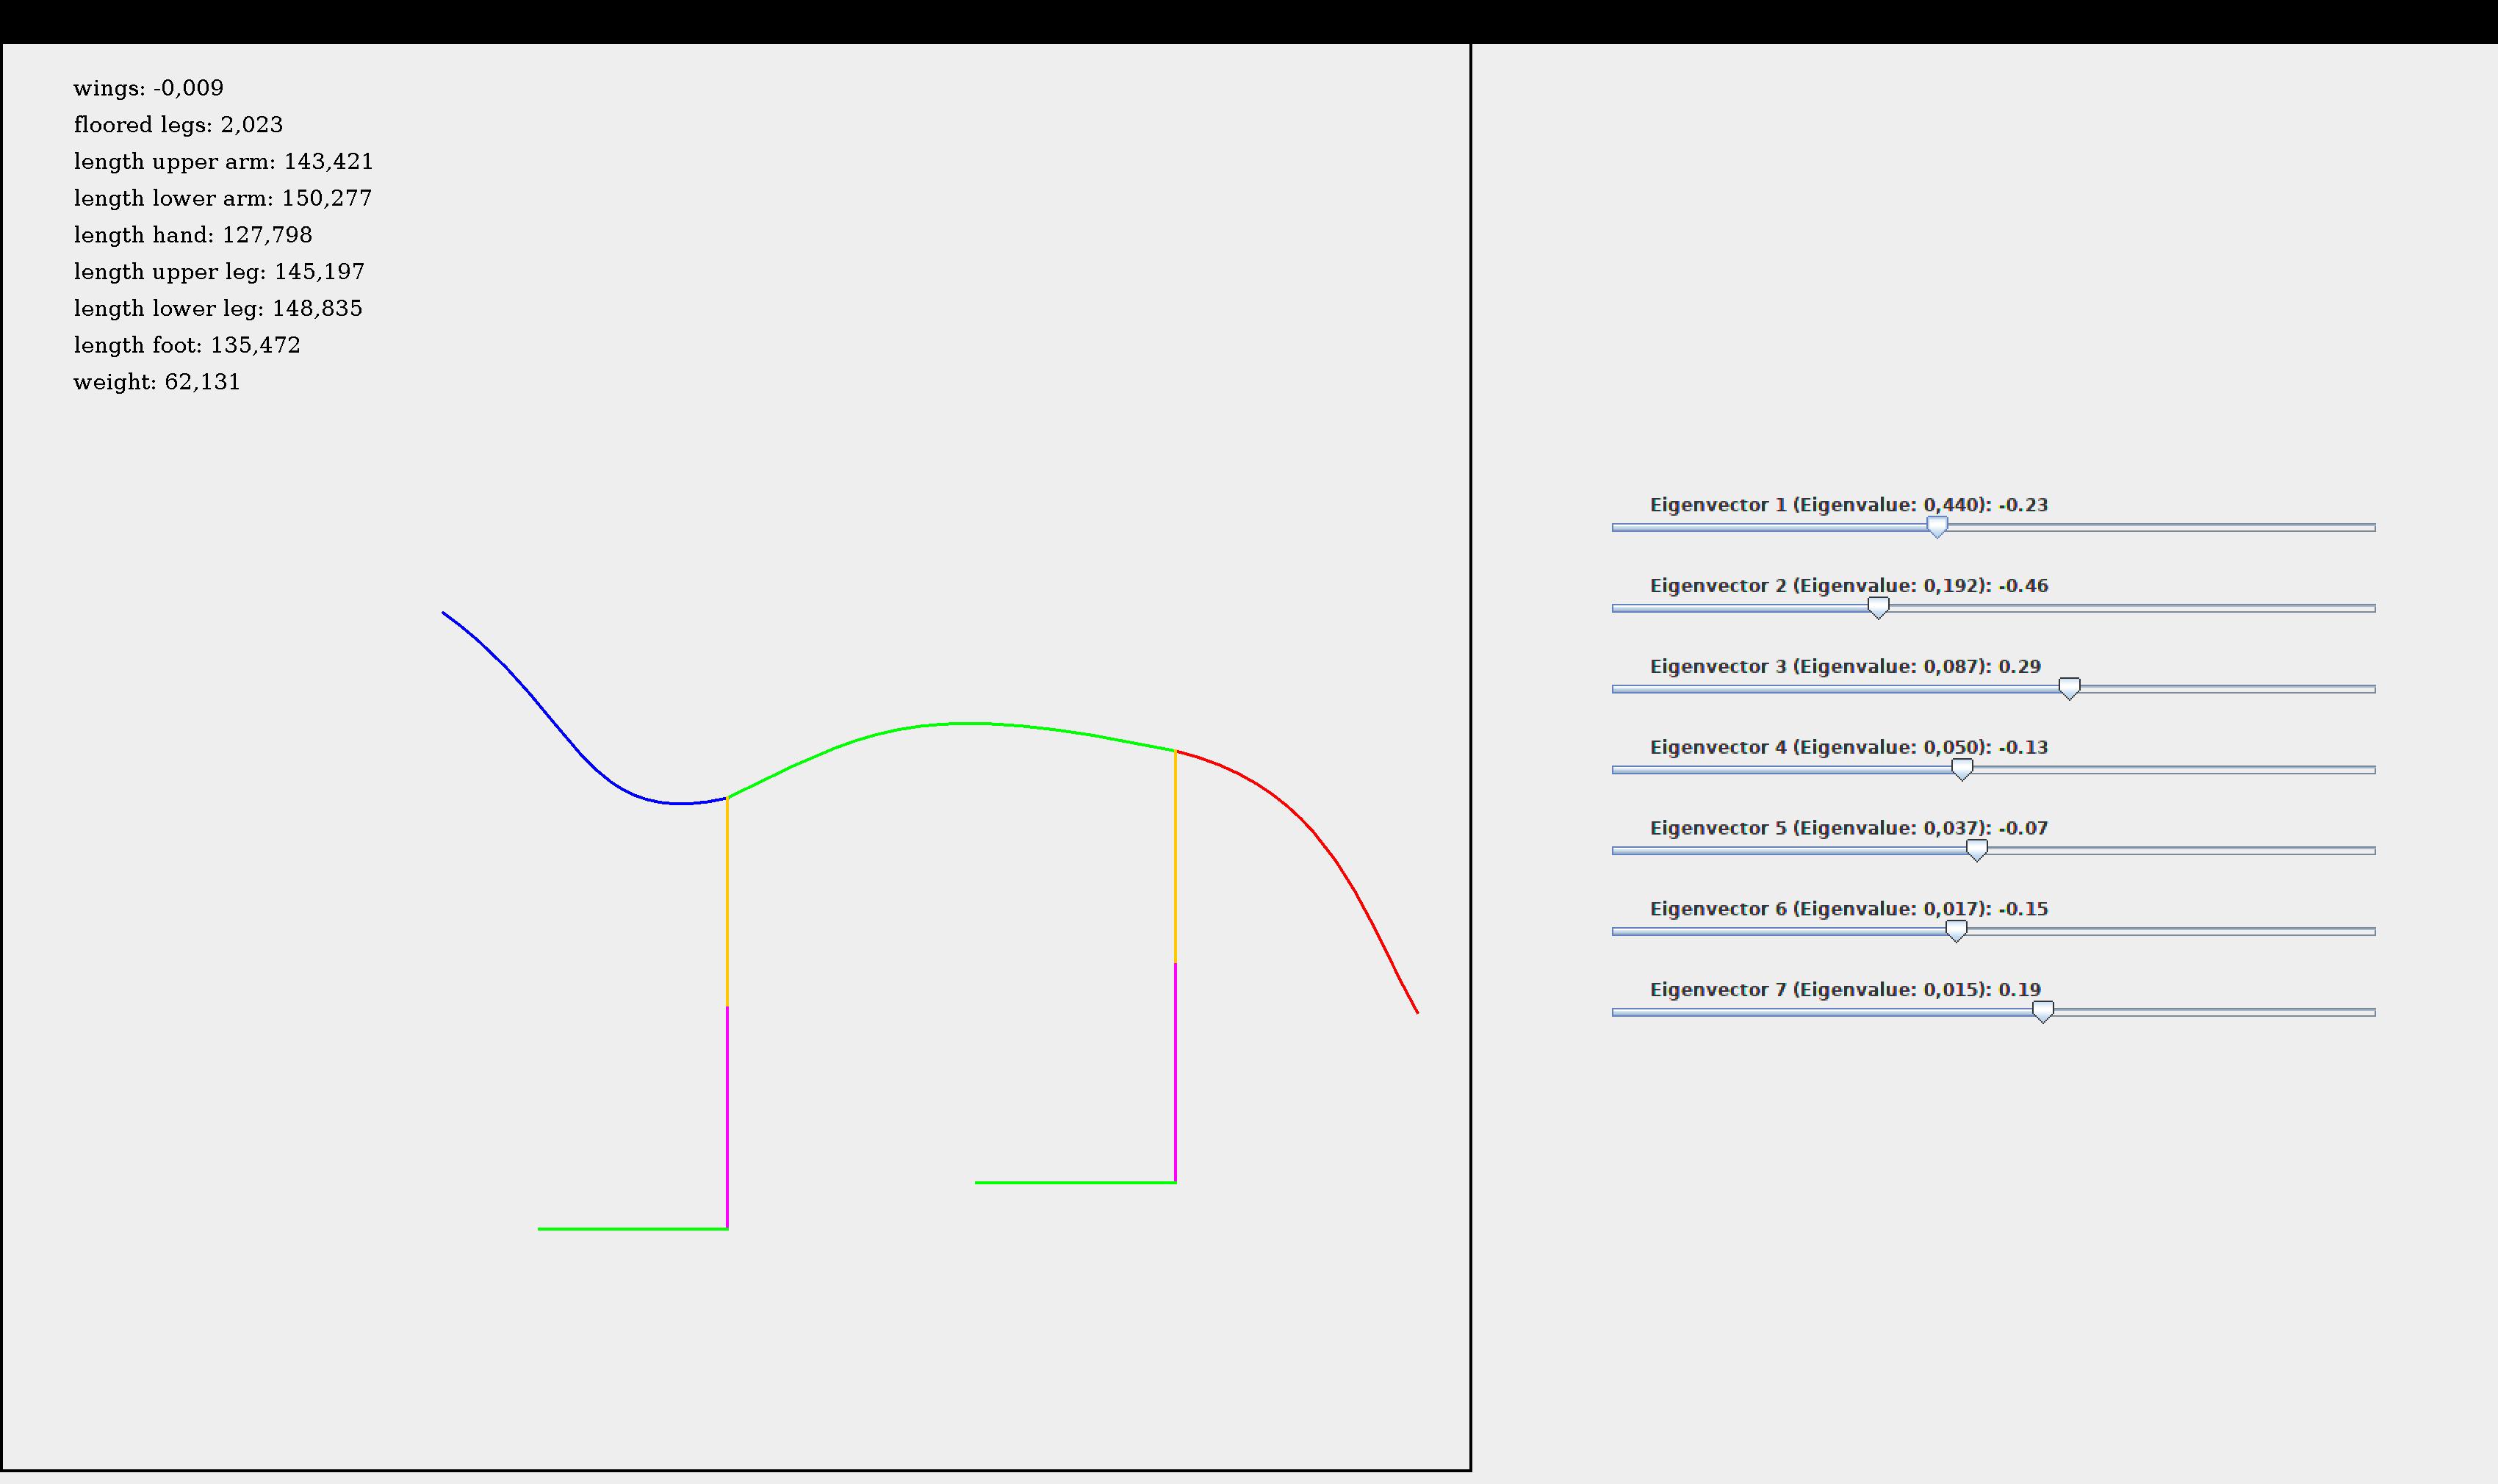 wings: -0,009
floored legs: 2,023
length upper arm: 143,421
length lower arm: 150,277
length hand: 127,798
length upper leg: 145,197
length lower leg: 148,835
length foot: 135,472
weight: 62,131
Eigenvector 1 (Eigenvalue: 0,440): -0.23
Eigenvector 2 (Eigenvalue: 0,192): -0.46
Eigenvector 3 (Eigenvalue: 0,087): 0.29
Eigenvector 4 (Eigenvalue: 0,050): -0.13
Eigenvector 5 (Eigenvalue: 0,037): -0.07
Eigenvector 6 (Eigenvalue: 0,017): -0.15
Eigenvector 7 (Eigenvalue: 0,015): 0.19